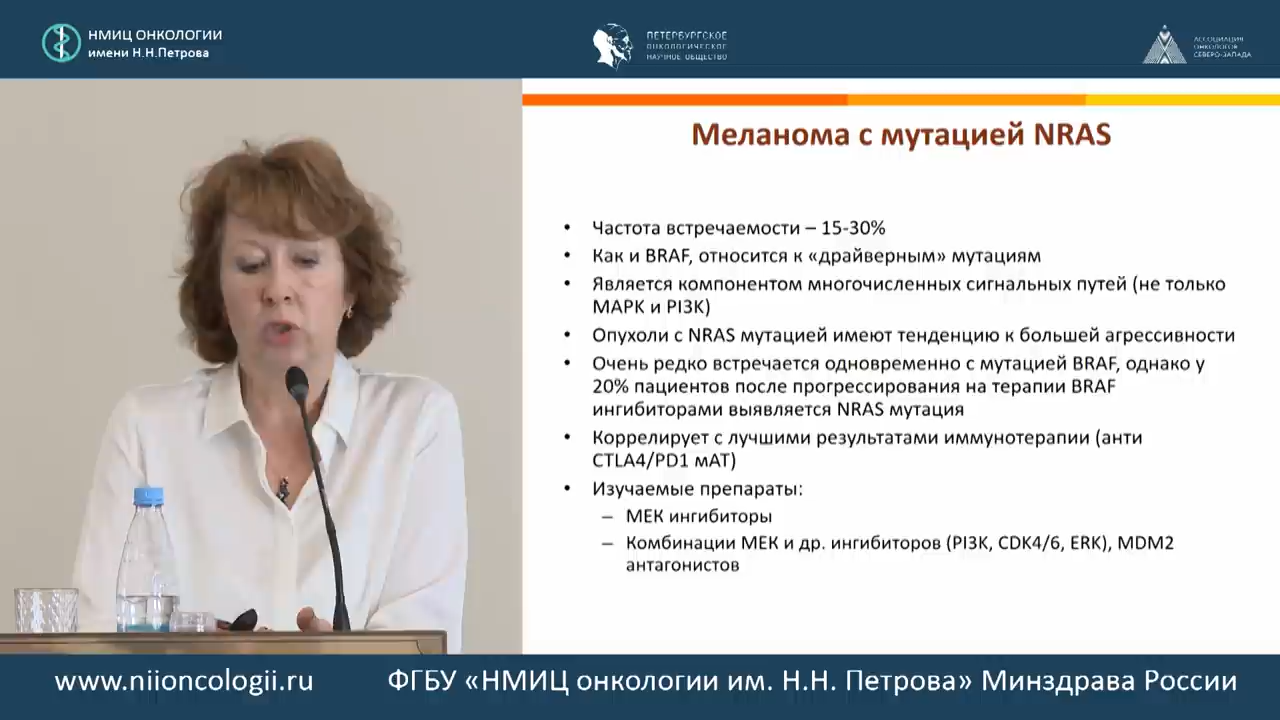 НМИЦ ОНКОЛОГИИ
имени Н.Н.Петрова
ПЕТЕРБУРГСКОЕ
ОНКОЛОГИЧЕСКОЕ
НАУЧНОЕ ОБЩЕСТВО
АССОЦИАЦИЯ
ОНКОЛОГОВ
СЕВЕРО-ЗАПАДА
Меланома с мутацией NRAS
• Частота встречаемости – 15-30%
• Как и BRAF, относится к «драйверным» мутациям
• Является компонентом многочисленных сигнальных путей (не только
MAPK и PI3K)
• Опухоли с NRAS мутацией имеют тенденцию к большей агрессивности
• Очень редко встречается одновременно с мутацией BRAF, однако у
20% пациентов после прогрессирования на терапии BRAF
ингибиторами выявляется NRAS мутация
• Коррелирует с лучшими результатами иммунотерапии (анти
CTLA4/PD1 мАТ)
• Изучаемые препараты:
– МЕК ингибиторы
– Комбинации МЕК и др. ингибиторов (PI3K, CDK4/6, ERK), MDM2
антагонистов
www.niioncologii.ru
ФГБУ «НМИЦ онкологии им. Н.Н. Петрова» Минздрава России